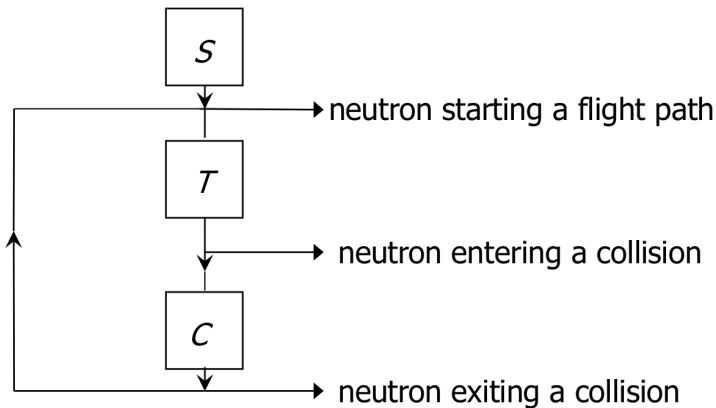 S
neutron starting a flight path
T
neutron entering a collision
C
neutron exiting a collision